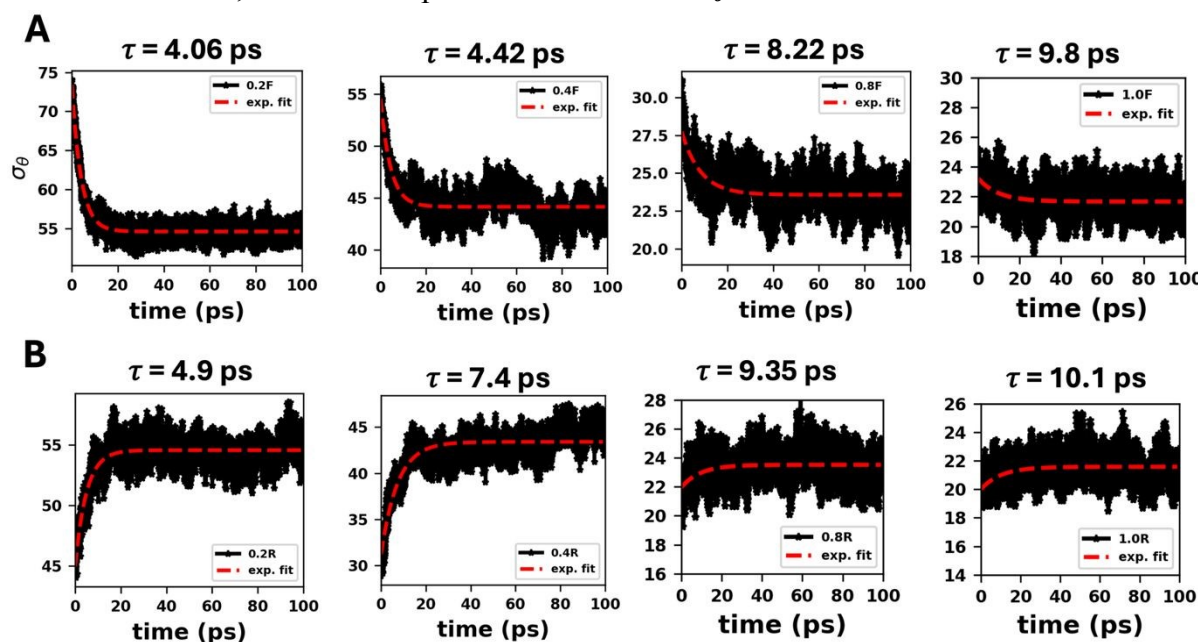 A
τ = 4.06 ps
τ = 4.42 ps
τ = 8.22 ps
τ = 9.8 ps
σθ
75
70
65
60
55
0.2F
exp. fit
0 20 40 60 80 100
time (ps)
55
50
45
40
0.4F
exp. fit
0 20 40 60 80 100
time (ps)
30.0
27.5
25.0
22.5
20.0
0.8F
exp. fit
0 20 40 60 80 100
time (ps)
30
28
26
24
22
20
18
1.0F
exp. fit
0 20 40 60 80 100
time (ps)
B
τ = 4.9 ps
τ = 7.4 ps
τ = 9.35 ps
τ = 10.1 ps
55
50
45
0.2R
exp. fit
0 20 40 60 80 100
time (ps)
45
40
35
30
0.4R
exp. fit
0 20 40 60 80 100
time (ps)
28
26
24
22
20
18
16
0.8R
exp. fit
0 20 40 60 80 100
time (ps)
26
24
22
20
18
16
14
1.0R
exp. fit
0 20 40 60 80 100
time (ps)